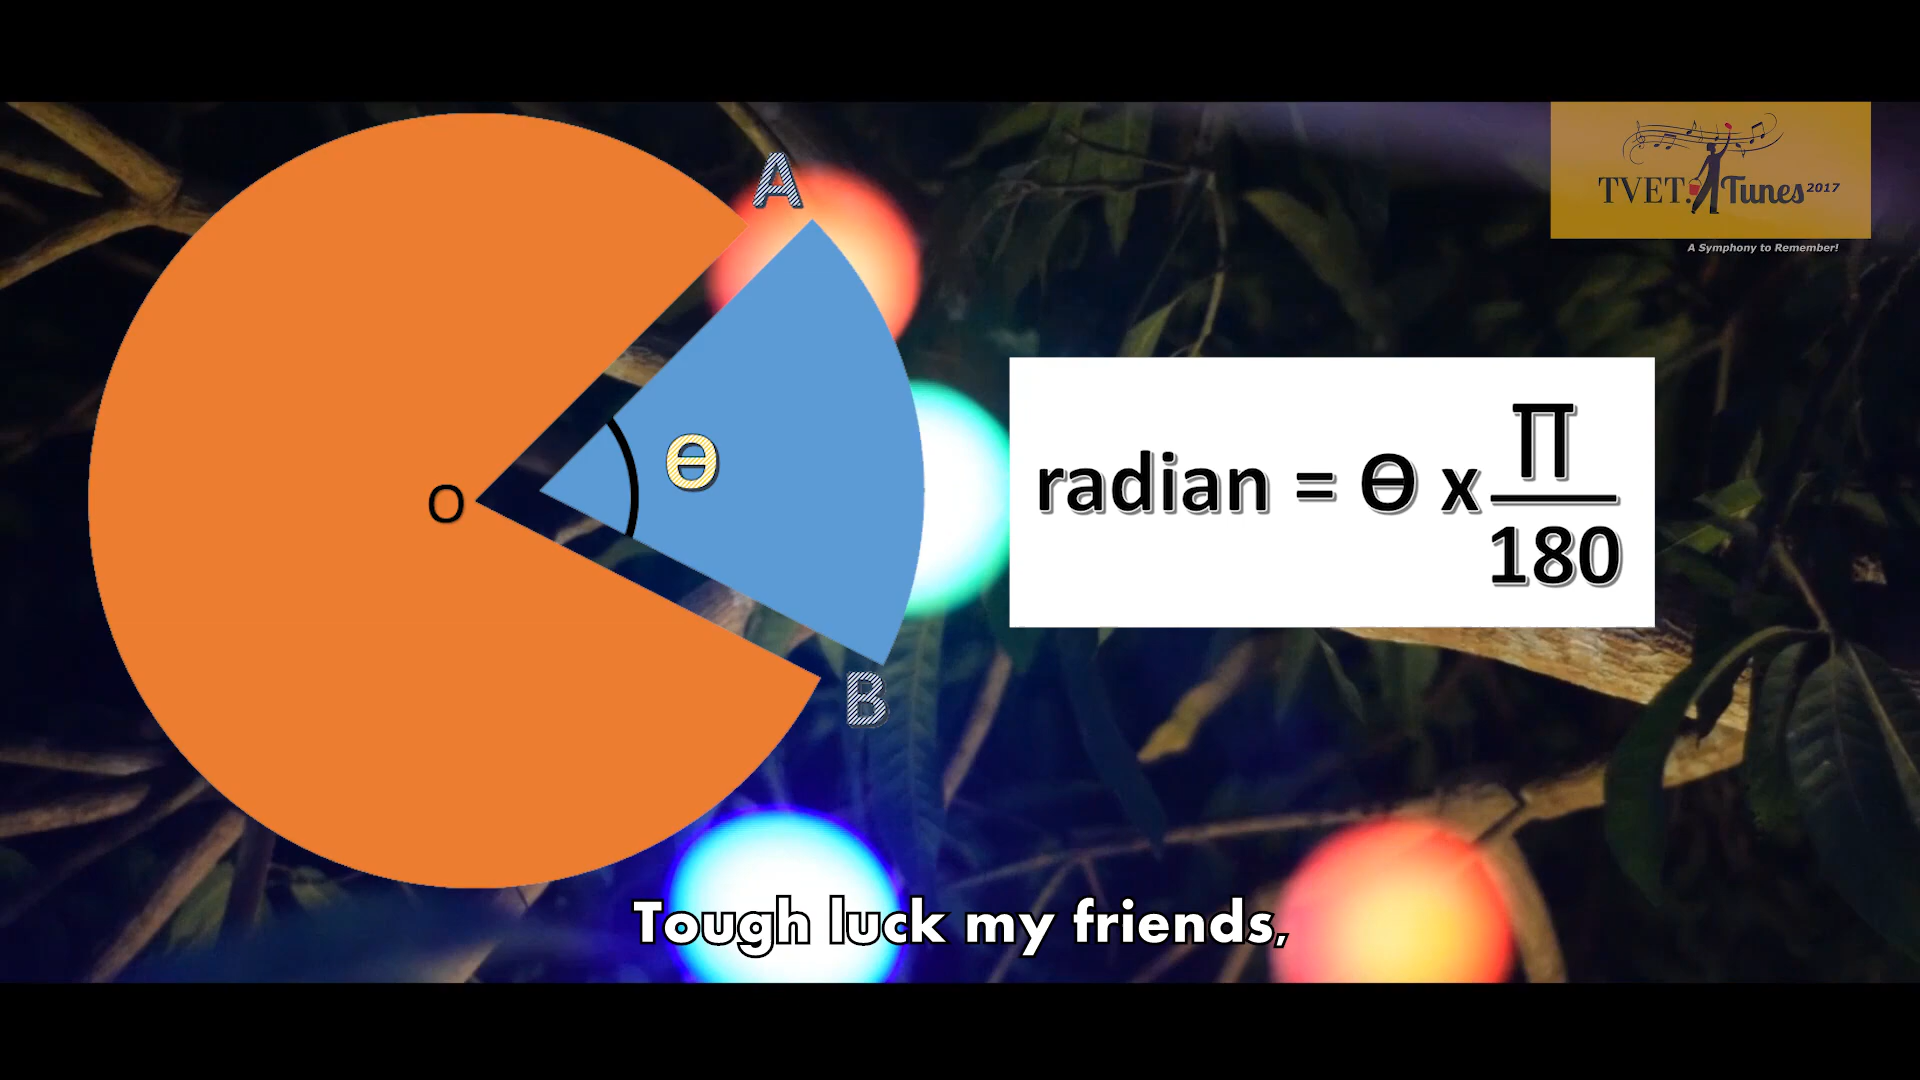 A
TVET. Tunes 2017
A Symphony to Remember!
Ɵ
O
radian = Ɵ x ∏
180
B
Tough luck my friends,